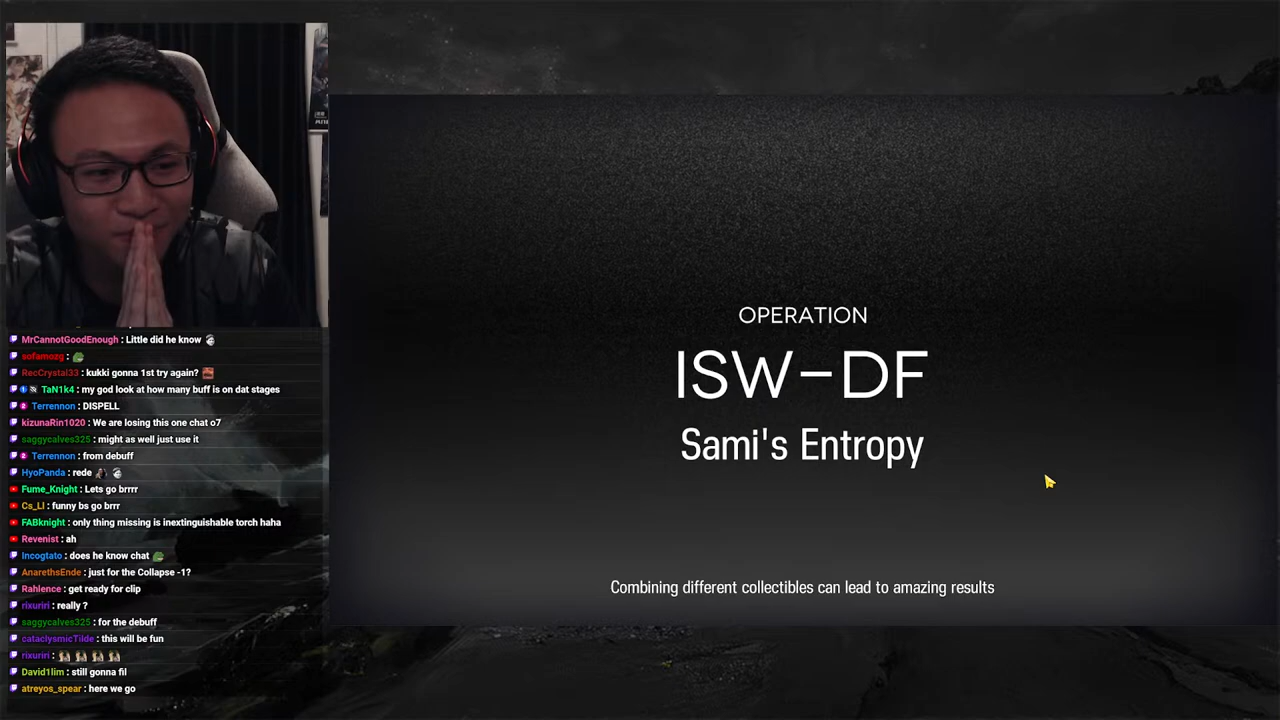 MrCannotGoodEnough : Little did he know
sofamozg :
RecCrystal33 : kukki gonna 1st try again?
TaN1k4 : my god look at how many buff is on dat stages
Terrennon : DISPELL
kizunaRin1020 : We are losing this one chat o7
saggycalves325 : might as well just use it
Terrennon : from debuff
HyoPanda : rede
Fume_Knight : Lets go brrrr
Cs_LI : funny bs go brrr
FABknight : only thing missing is inextinguishable torch haha
Revenist : ah
Incogtato : does he know chat
AnarethsEnde : just for the Collapse -1?
Rahlence : get ready for clip
rixuriri : really ?
saggycalves325 : for the debuff
cataclysmicTilde : this will be fun
rixuriri :
David1lim : still gonna fil
atreyos_spear : here we go
OPERATION
ISW-DF
Sami's Entropy
Combining different collectibles can lead to amazing results